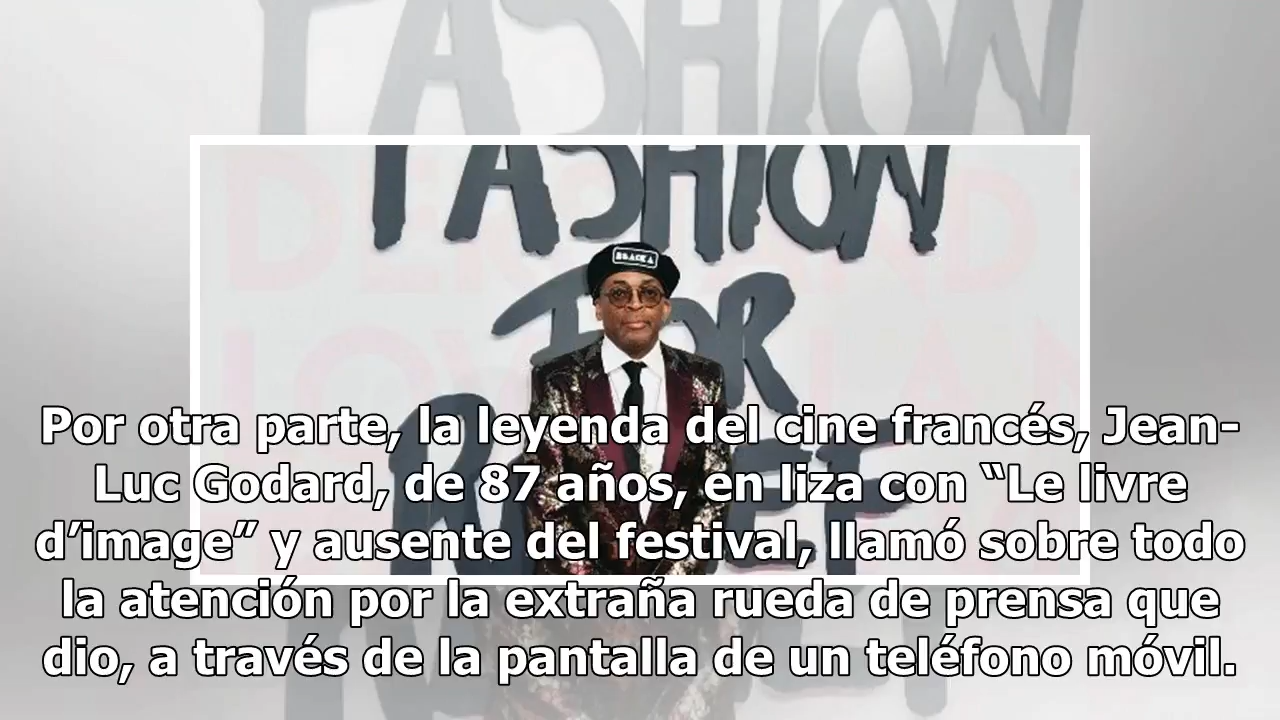 FASHION
FASHION
FOR
RELIEF
Por otra parte, la leyenda del cine francés, Jean-
Luc Godard, de 87 años, en liza con “Le livre
d’image” y ausente del festival, llamó sobre todo
la atención por la extraña rueda de prensa que
dio, a través de la pantalla de un teléfono móvil.